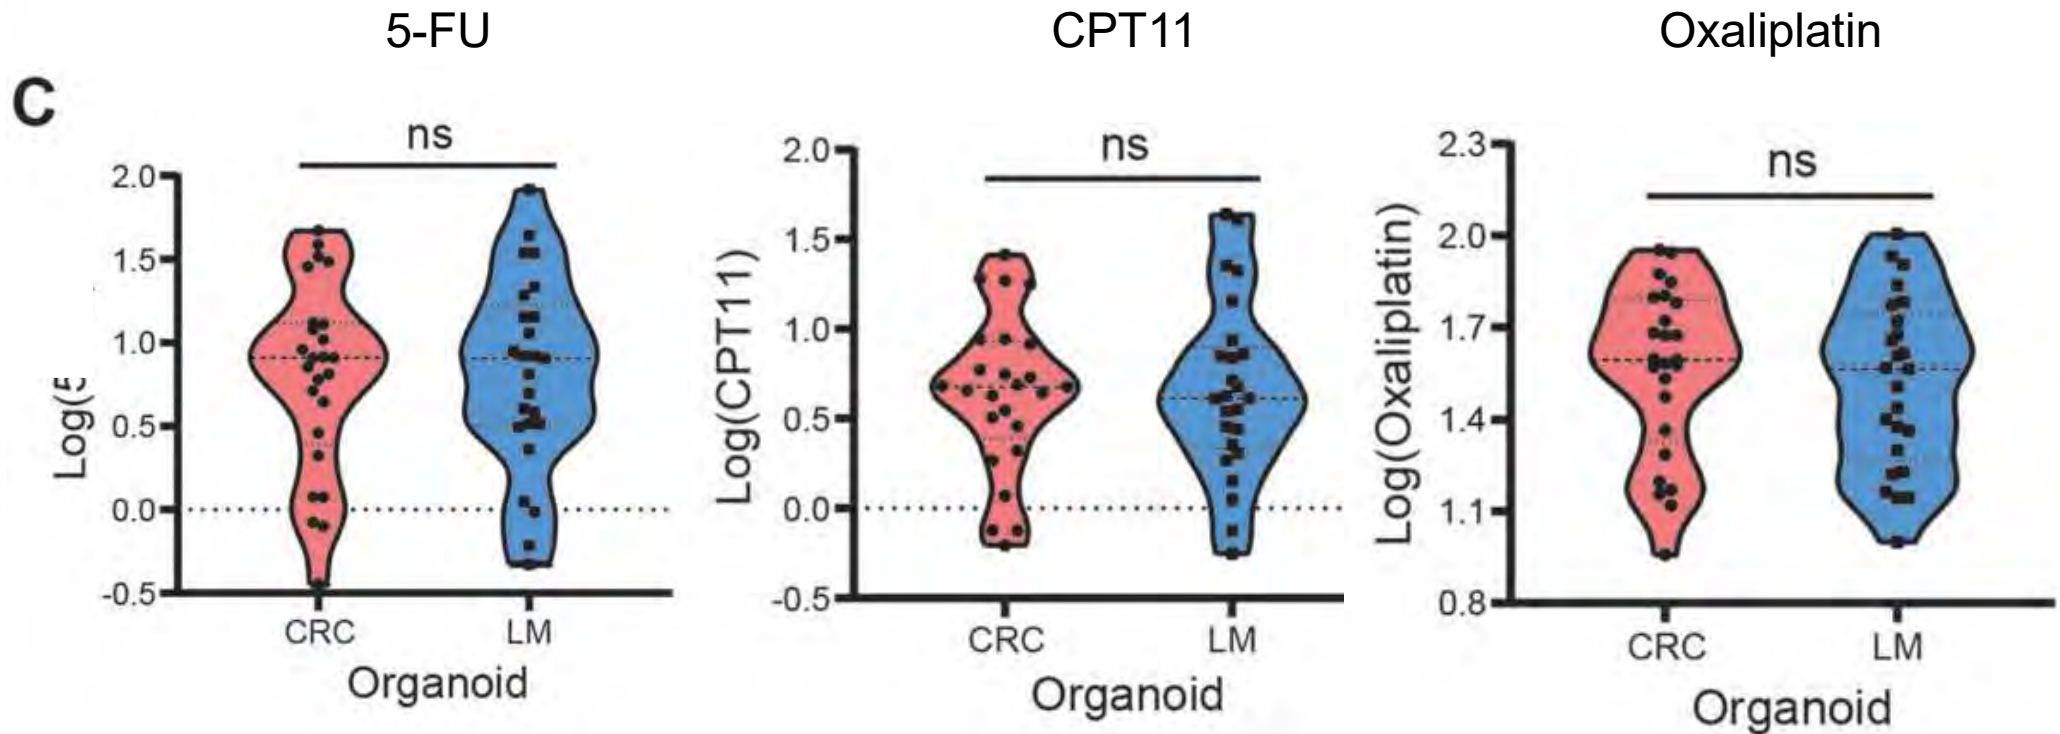 5-FU
CPT11
Oxaliplatin
C
ns
2.0
1.5
1.0
0.5
0.0
-0.5
Log(5
CRC
LM
Organoid
ns
2.0
1.5
1.0
0.5
0.0
-0.5
Log(CPT11)
CRC
LM
Organoid
ns
2.3
2.0
1.7
1.4
1.1
0.8
Log(Oxaliplatin)
CRC
LM
Organoid